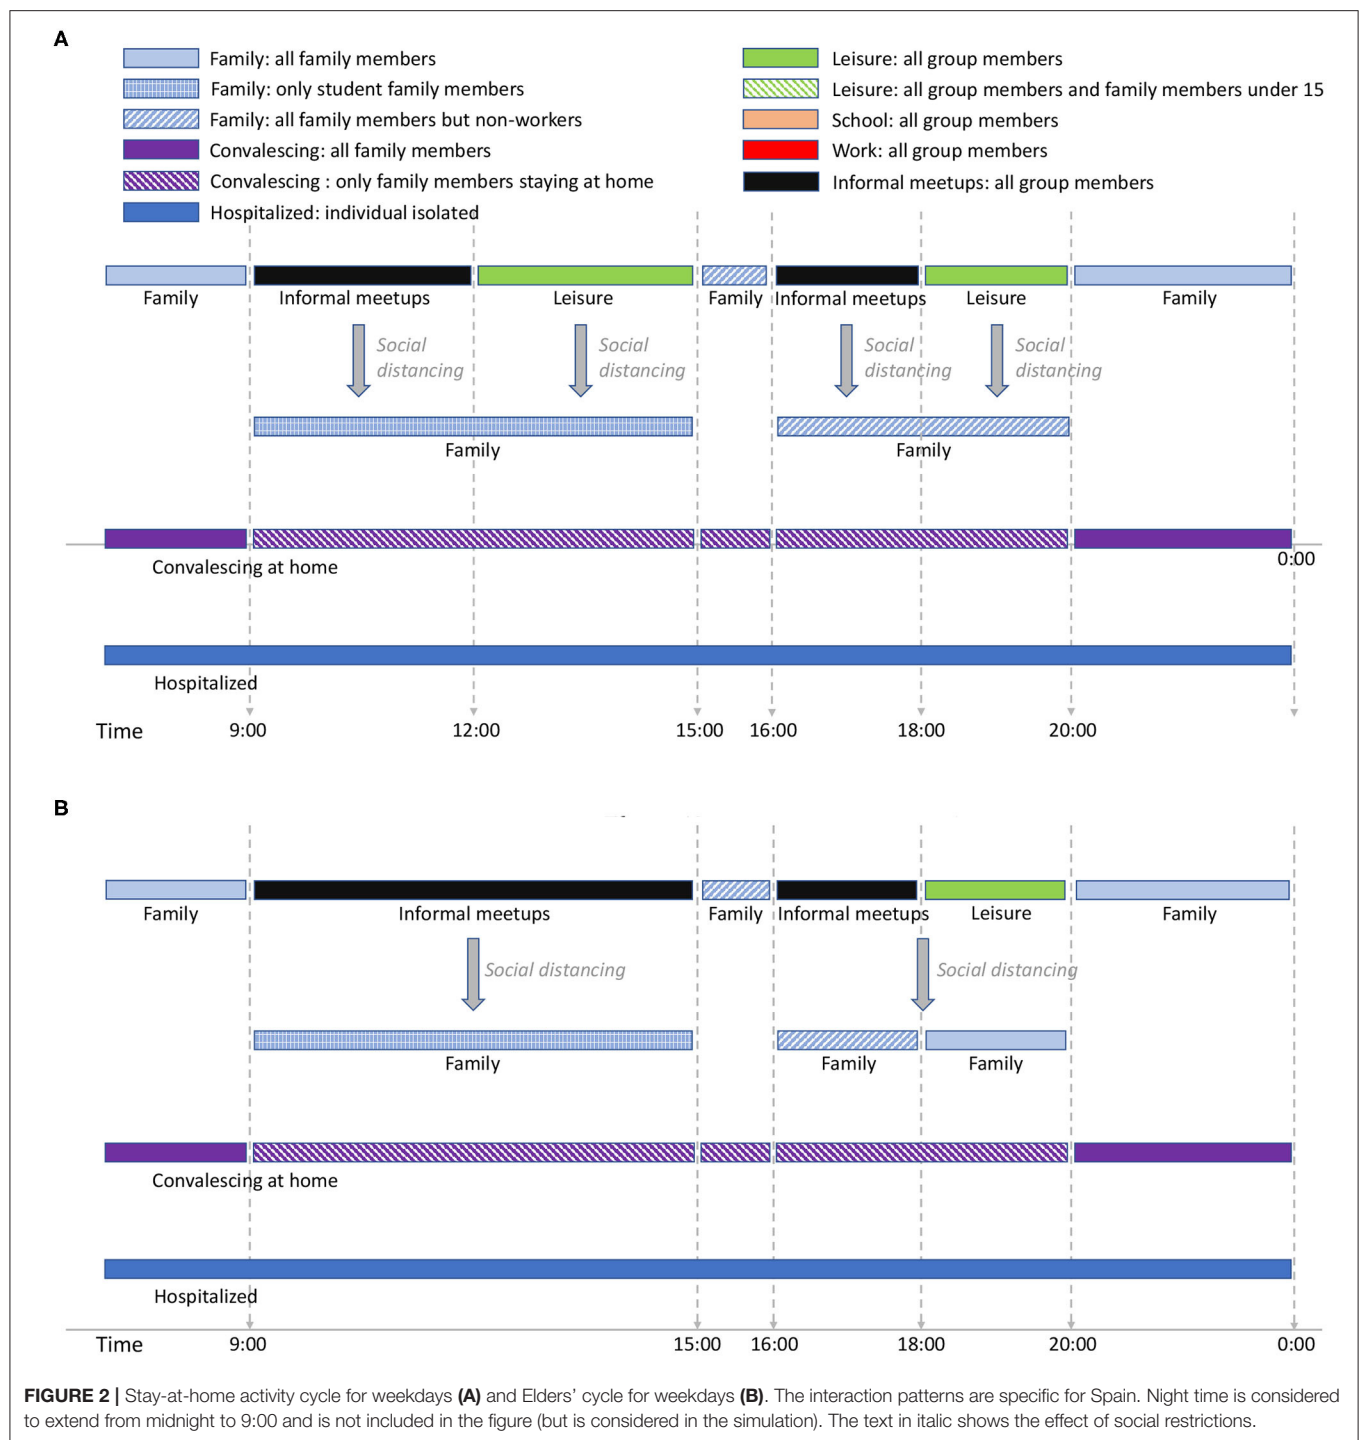 A
Family: all family members
Family: only student family members
Family: all family members but non-workers
Convalescing: all family members
Convalescing : only family members staying at home
Hospitalized: individual isolated
Leisure: all group members
Leisure: all group members and family members under 15
School: all group members
Work: all group members
Informal meetups: all group members
Family Informal meetups Leisure Family Informal meetups Leisure Family
Social Social Social Social
distancing distancing distancing distancing
Family Family
0:00
Convalescing at home
Hospitalized
Time 9:00 12:00 15:00 16:00 18:00 20:00
B
Family Informal meetups Family Informal meetups Leisure Family
Social distancing Social distancing
Family Family Family
Convalescing at home
Hospitalized
Time 9:00 15:00 16:00 18:00 20:00 0:00
FIGURE 2 | Stay-at-home activity cycle for weekdays (A) and Elders' cycle for weekdays (B). The interaction patterns are specific for Spain. Night time is considered
to extend from midnight to 9:00 and is not included in the figure (but is considered in the simulation). The text in italic shows the effect of social restrictions.